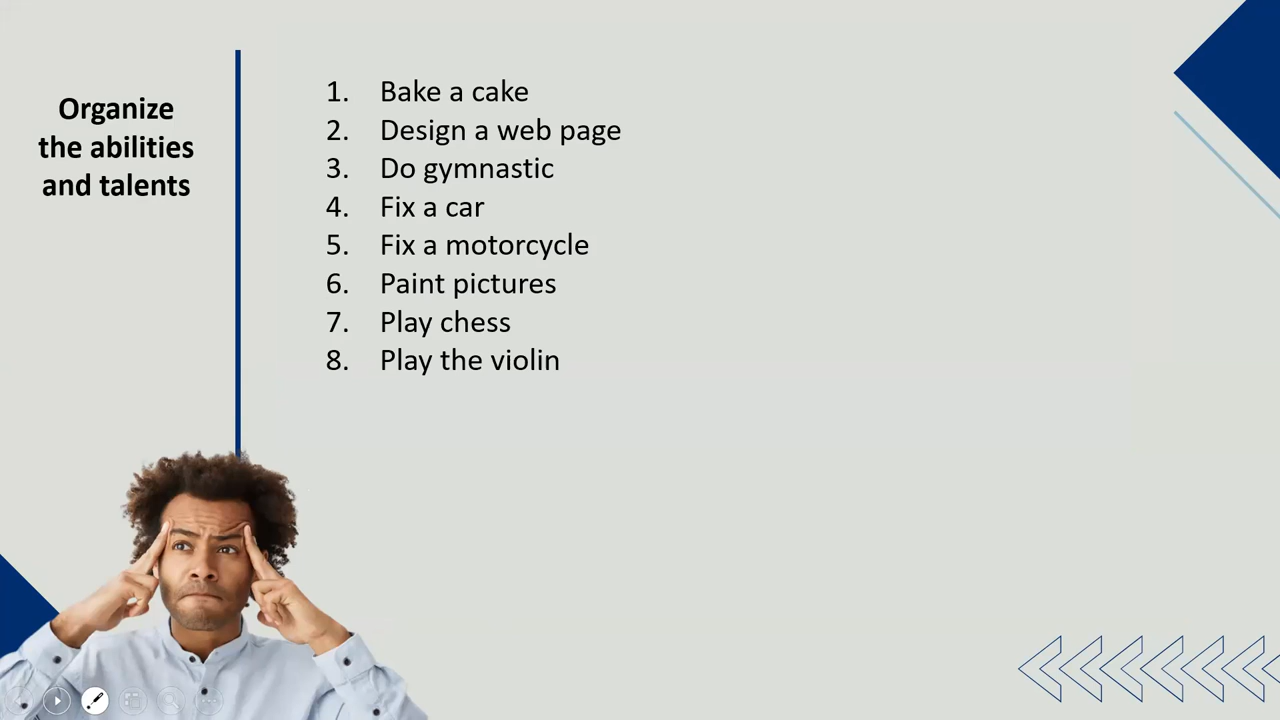 Organize
the abilities
and talents
1. Bake a cake
2. Design a web page
3. Do gymnastic
4. Fix a car
5. Fix a motorcycle
6. Paint pictures
7. Play chess
8. Play the violin